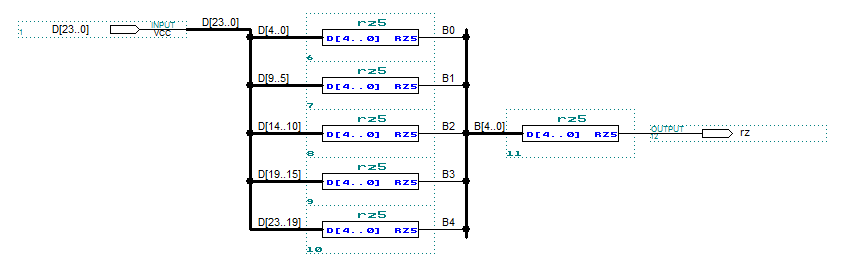 1 D[23..0] INPUT VCC D[23..0]
D[4..0] rz5 D[4..0] RZ5 B0
6
D[9..5] rz5 D[4..0] RZ5 B1
7
D[14..10] rz5 D[4..0] RZ5 B2
8
B[4..0] rz5 D[4..0] RZ5 OUTPUT rz
11 12
D[19..15] rz5 D[4..0] RZ5 B3
9
D[23..19] rz5 D[4..0] RZ5 B4
10